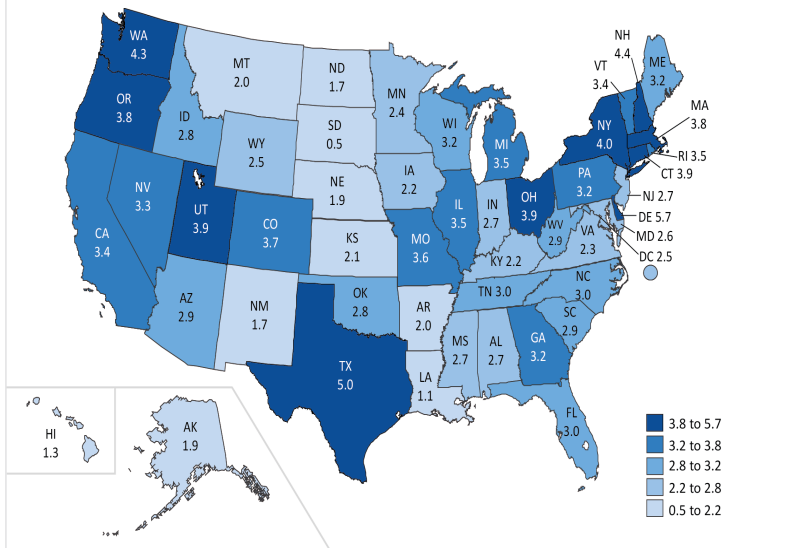 WA
4.3
OR
3.8
CA
3.4
NV
3.3
ID
2.8
MT
2.0
WY
2.5
UT
3.9
AZ
2.9
CO
3.7
NM
1.7
ND
1.7
SD
0.5
NE
1.9
KS
2.1
OK
2.8
TX
5.0
MN
2.4
IA
2.2
MO
3.6
AR
2.0
LA
1.1
WI
3.2
IL
3.5
MI
3.5
IN
2.7
OH
3.9
KY 2.2
TN 3.0
MS
2.7
AL
2.7
GA
3.2
FL
3.0
SC
2.9
NC
3.0
VA
2.3
WV
2.9
PA
3.2
NY
4.0
VT
3.4
NH
4.4
ME
3.2
MA
3.8
RI 3.5
CT 3.9
NJ 2.7
DE 5.7
MD 2.6
DC 2.5
HI
1.3
AK
1.9
3.8 to 5.7
3.2 to 3.8
2.8 to 3.2
2.2 to 2.8
0.5 to 2.2